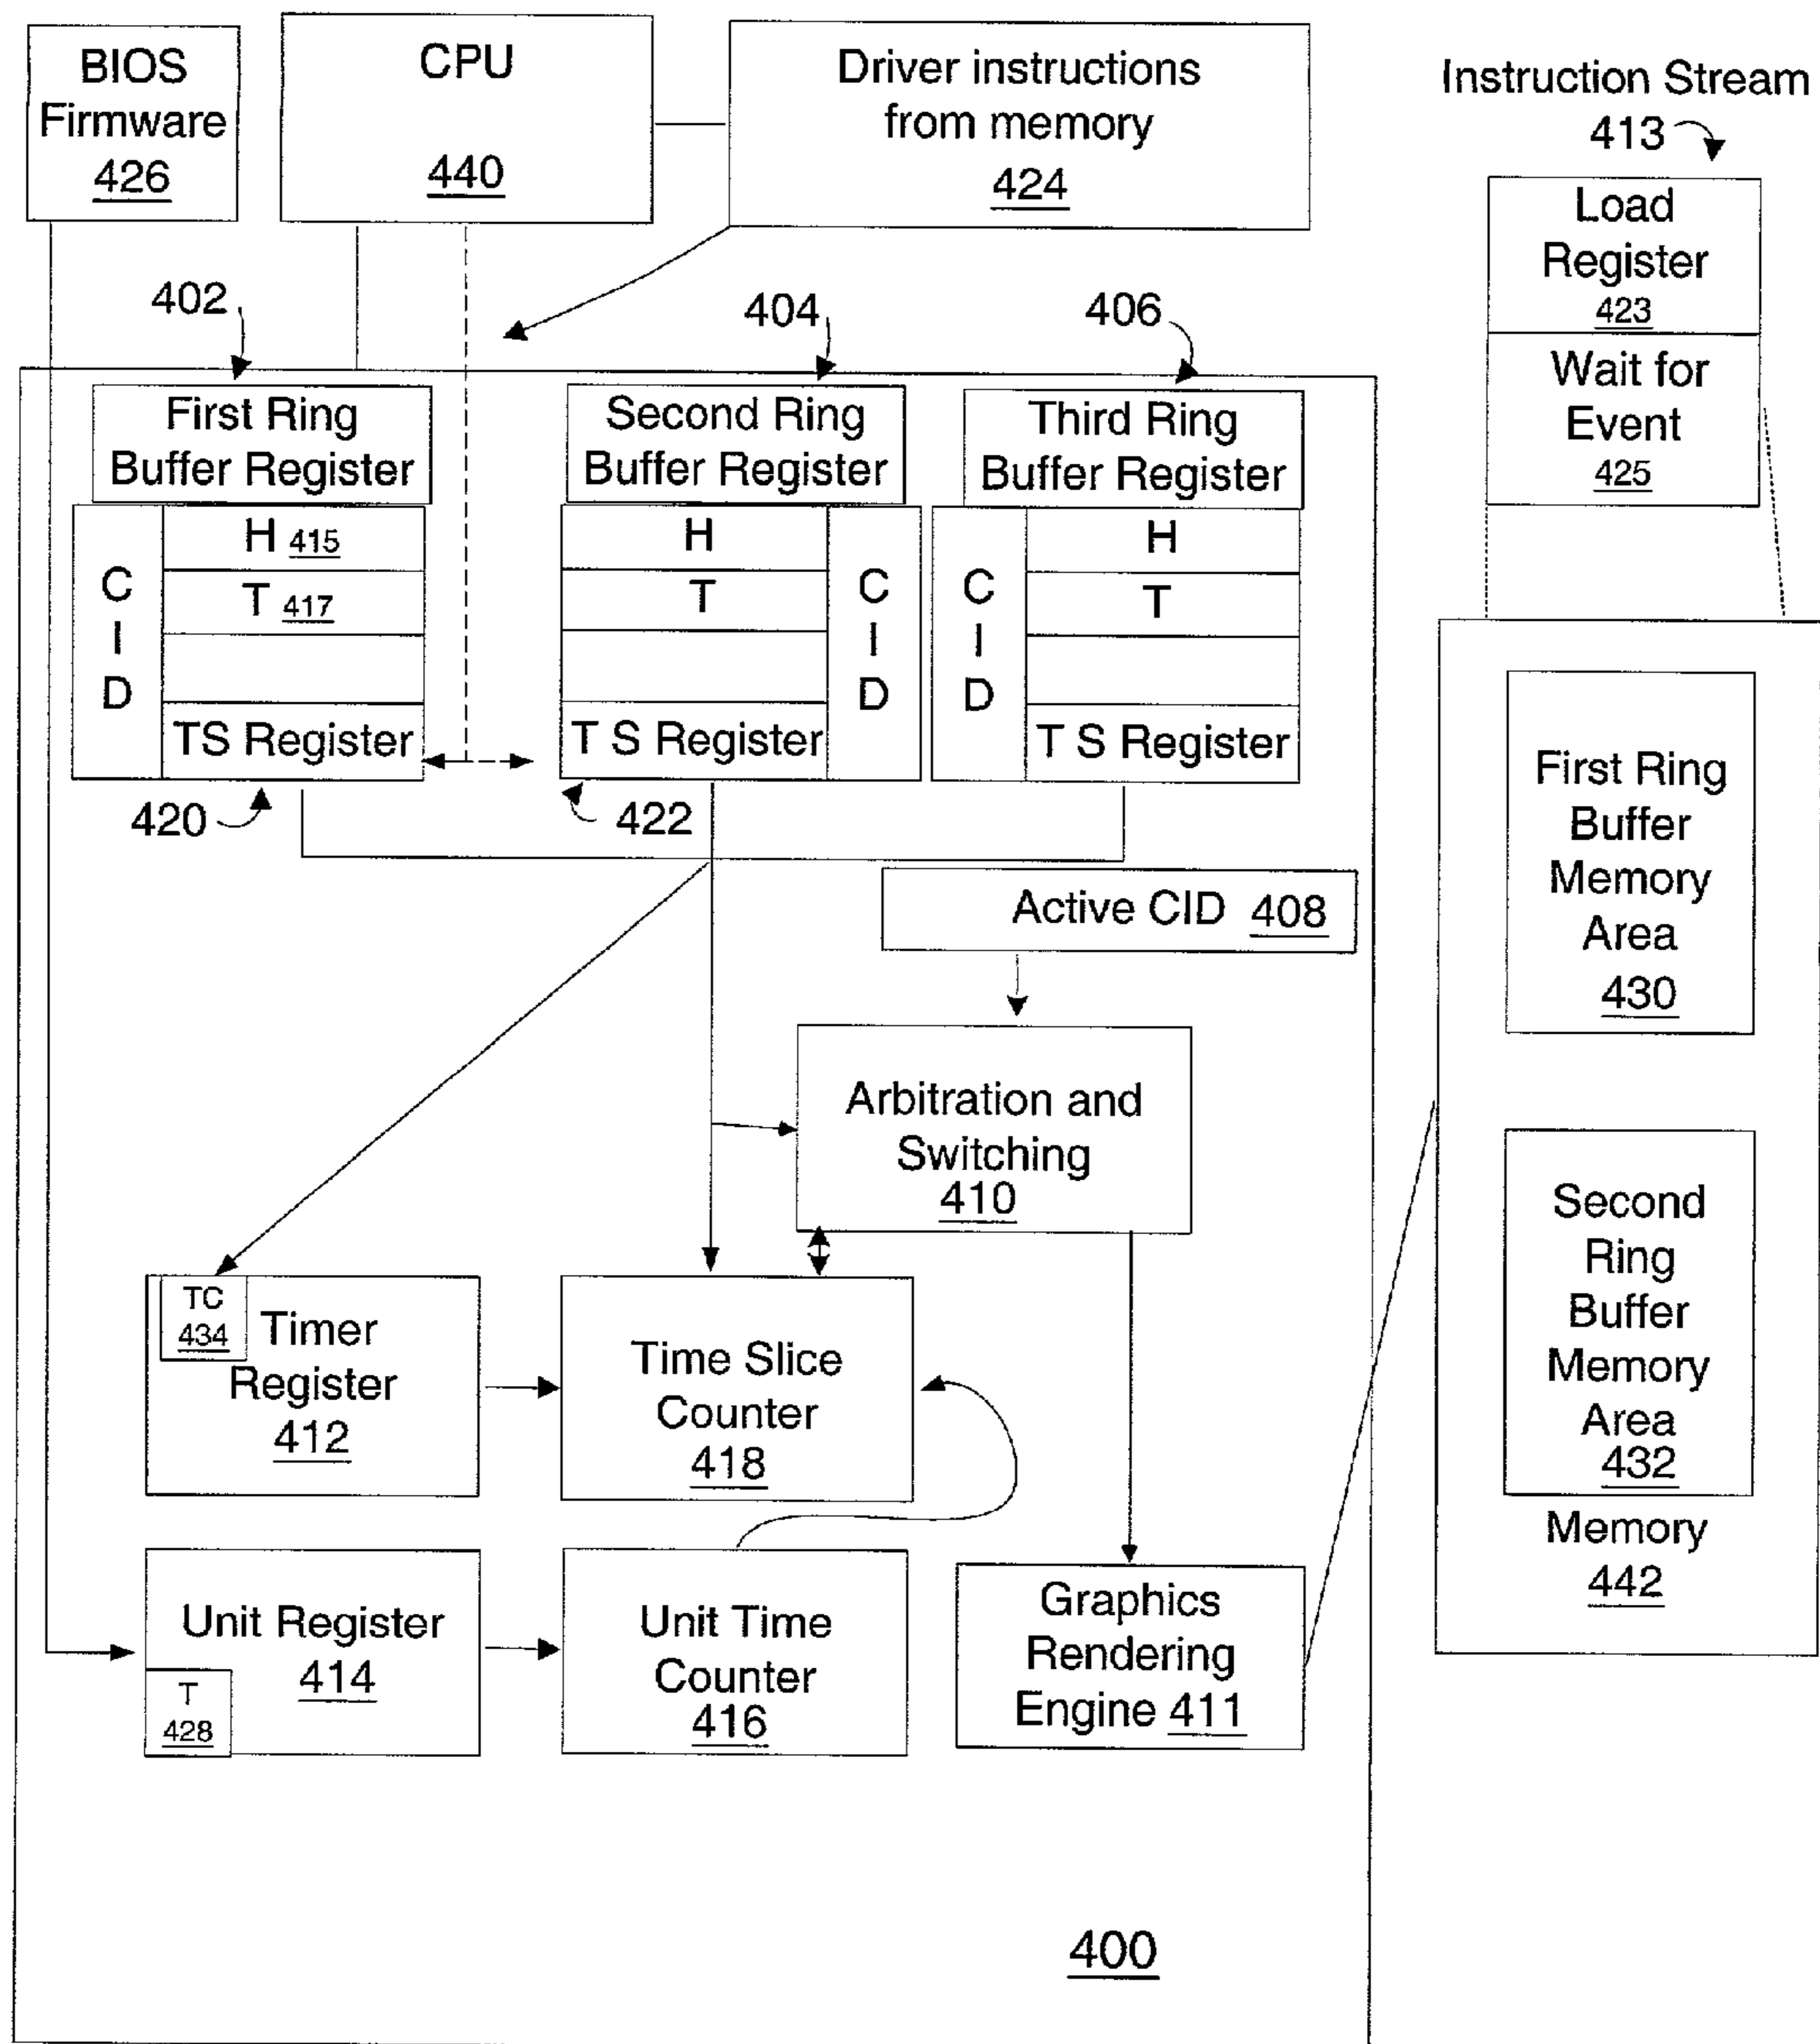 BIOS
Firmware
426
CPU
440
Driver instructions
from memory
424
Instruction Stream
413
Load
Register
423
Wait for
Event
425
402
404
406
First Ring
Buffer Register
C
I
D
H 415
T 417
TS Register
Second Ring
Buffer Register
H
T
T S Register
C
I
D
Third Ring
Buffer Register
C
I
D
H
T
T S Register
420
422
Active CID 408
Arbitration and
Switching
410
TC
434
Timer
Register
412
Time Slice
Counter
418
Unit Register
414
T
428
Unit Time
Counter
416
Graphics
Rendering
Engine 411
First Ring
Buffer
Memory
Area
430
Second
Ring
Buffer
Memory
Area
432
Memory
442
400